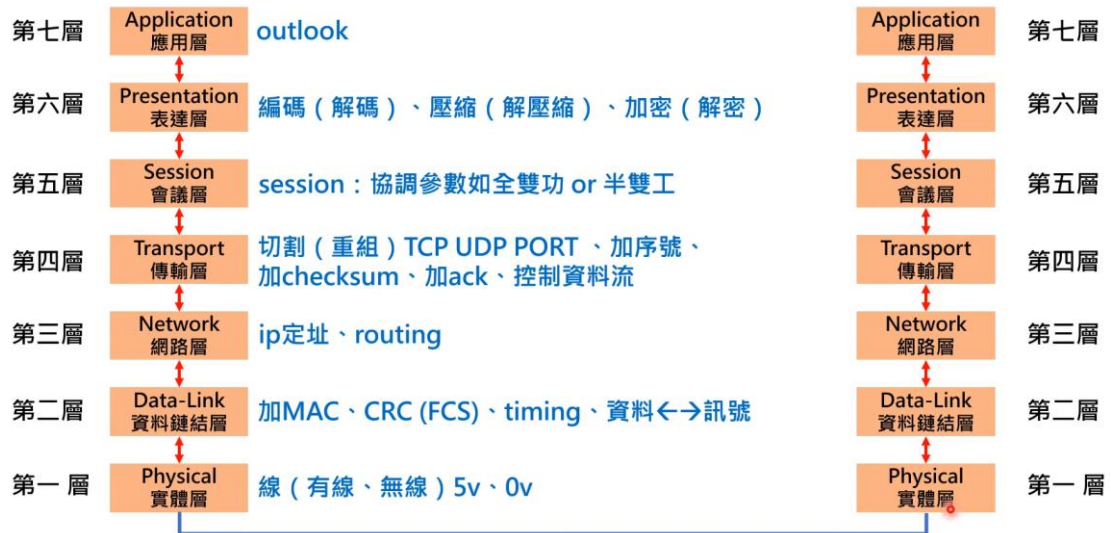 第七層 Application 應用層 outlook Application 應用層 第七層
第六層 Presentation 表達層 編碼（解碼）、壓縮（解壓縮）、加密（解密） Presentation 表達層 第六層
第五層 Session 會議層 session：協調參數如全雙功 or 半雙工 Session 會議層 第五層
第四層 Transport 傳輸層 切割（重組）TCP UDP PORT 、加序號、
加checksum、加ack、控制資料流 Transport 傳輸層 第四層
第三層 Network 網路層 ip定址、routing Network 網路層 第三層
第二層 Data-Link 資料鏈結層 加MAC、CRC (FCS)、timing、資料←→訊號 Data-Link 資料鏈結層 第二層
第一 層 Physical 實體層 線（有線、無線）5v、0v Physical 實體層 第一 層